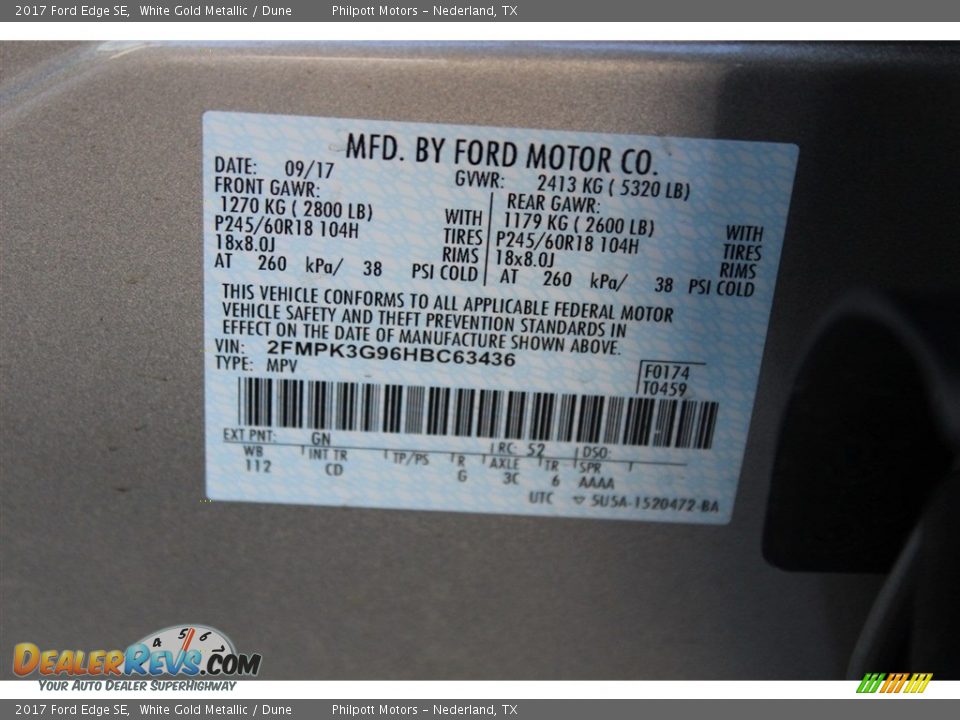 2017 Ford Edge SE, White Gold Metallic / Dune Philpott Motors - Nederland, TX
MFD. BY FORD MOTOR CO.
DATE: 09/17 GVWR: 2413 KG ( 5320 LB)
FRONT GAWR: REAR GAWR:
1270 KG ( 2800 LB) WITH 1179 KG ( 2600 LB) WITH
P245/60R18 104H TIRES P245/60R18 104H TIRES
18x8.0J RIMS 18x8.0J RIMS
AT 260 kPa/ 38 PSI COLD AT 260 kPa/ 38 PSI COLD
THIS VEHICLE CONFORMS TO ALL APPLICABLE FEDERAL MOTOR
VEHICLE SAFETY AND THEFT PREVENTION STANDARDS IN
EFFECT ON THE DATE OF MANUFACTURE SHOWN ABOVE.
VIN: 2FMPK3G96HBC63436
TYPE: MPV
F0174
T0459
EXT PNT: GN RC: 52 DSO:
WB INT TR TP/PS R AXLE TR SPR
112 CD G 3C 6 AAAA
UTC ▽ 5U5A-1520472-BA
4 5 6
DEALERREVS.COM
YOUR AUTO DEALER SUPERHIGHWAY
2017 Ford Edge SE, White Gold Metallic / Dune Philpott Motors - Nederland, TX